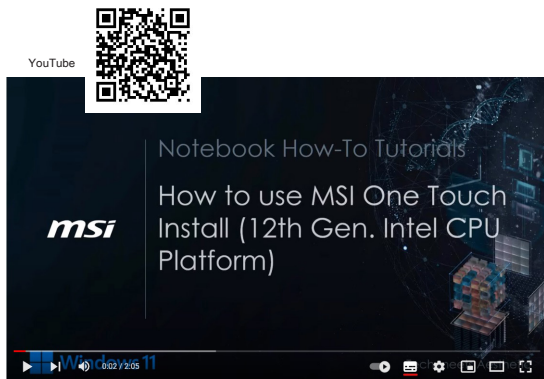 YouTube
Notebook How-To Tutorials
How to use MSI One Touch
Install (12th Gen. Intel CPU
Platform)
msi
Windows 11
0:02 / 2:05